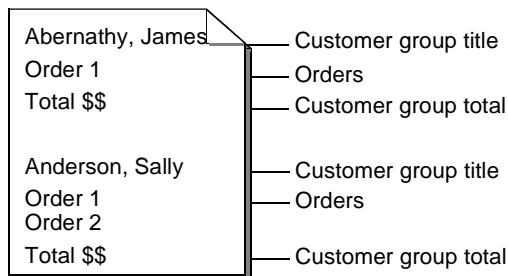 Abernathy, James Customer group title
Order 1 Orders
Total $$ Customer group total
Anderson, Sally Customer group title
Order 1 Orders
Order 2
Total $$ Customer group total